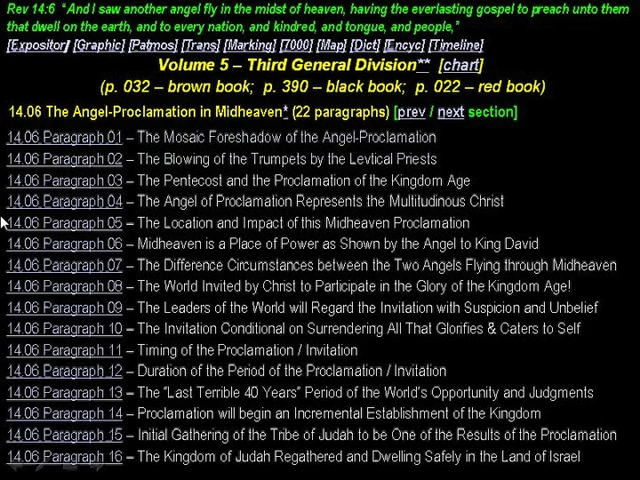 Rev 14:6 "And I saw another angel fly in the midst of heaven, having the everlasting gospel to preach unto them
that dwell on the earth, and to every nation, and kindred, and tongue, and people,"
[Expositor] [Graphic] [Patmos] [Trans] [Marking] [7000] [Map] [Dict] [Encyc] [Timeline]
Volume 5 – Third General Division** [chart]
(p. 032 – brown book; p. 390 – black book; p. 022 – red book)
14.06 The Angel-Proclamation in Midheaven* (22 paragraphs) [prev / next section]
14.06 Paragraph 01 – The Mosaic Foreshadow of the Angel-Proclamation
14.06 Paragraph 02 – The Blowing of the Trumpets by the Levtical Priests
14.06 Paragraph 03 – The Pentecost and the Proclamation of the Kingdom Age
14.06 Paragraph 04 – The Angel of Proclamation Represents the Multitudinous Christ
14.06 Paragraph 05 – The Location and Impact of this Midheaven Proclamation
14.06 Paragraph 06 – Midheaven is a Place of Power as Shown by the Angel to King David
14.06 Paragraph 07 – The Difference Circumstances between the Two Angels Flying through Midheaven
14.06 Paragraph 08 – The World Invited by Christ to Participate in the Glory of the Kingdom Age!
14.06 Paragraph 09 – The Leaders of the World will Regard the Invitation with Suspicion and Unbelief
14.06 Paragraph 10 – The Invitation Conditional on Surrendering All That Glorifies & Caters to Self
14.06 Paragraph 11 – Timing of the Proclamation / Invitation
14.06 Paragraph 12 – Duration of the Period of the Proclamation / Invitation
14.06 Paragraph 13 – The "Last Terrible 40 Years" Period of the World's Opportunity and Judgments
14.06 Paragraph 14 – Proclamation will begin an Incremental Establishment of the Kingdom
14.06 Paragraph 15 – Initial Gathering of the Tribe of Judah to be One of the Results of the Proclamation
14.06 Paragraph 16 – The Kingdom of Judah Regathered and Dwelling Safely in the Land of Israel